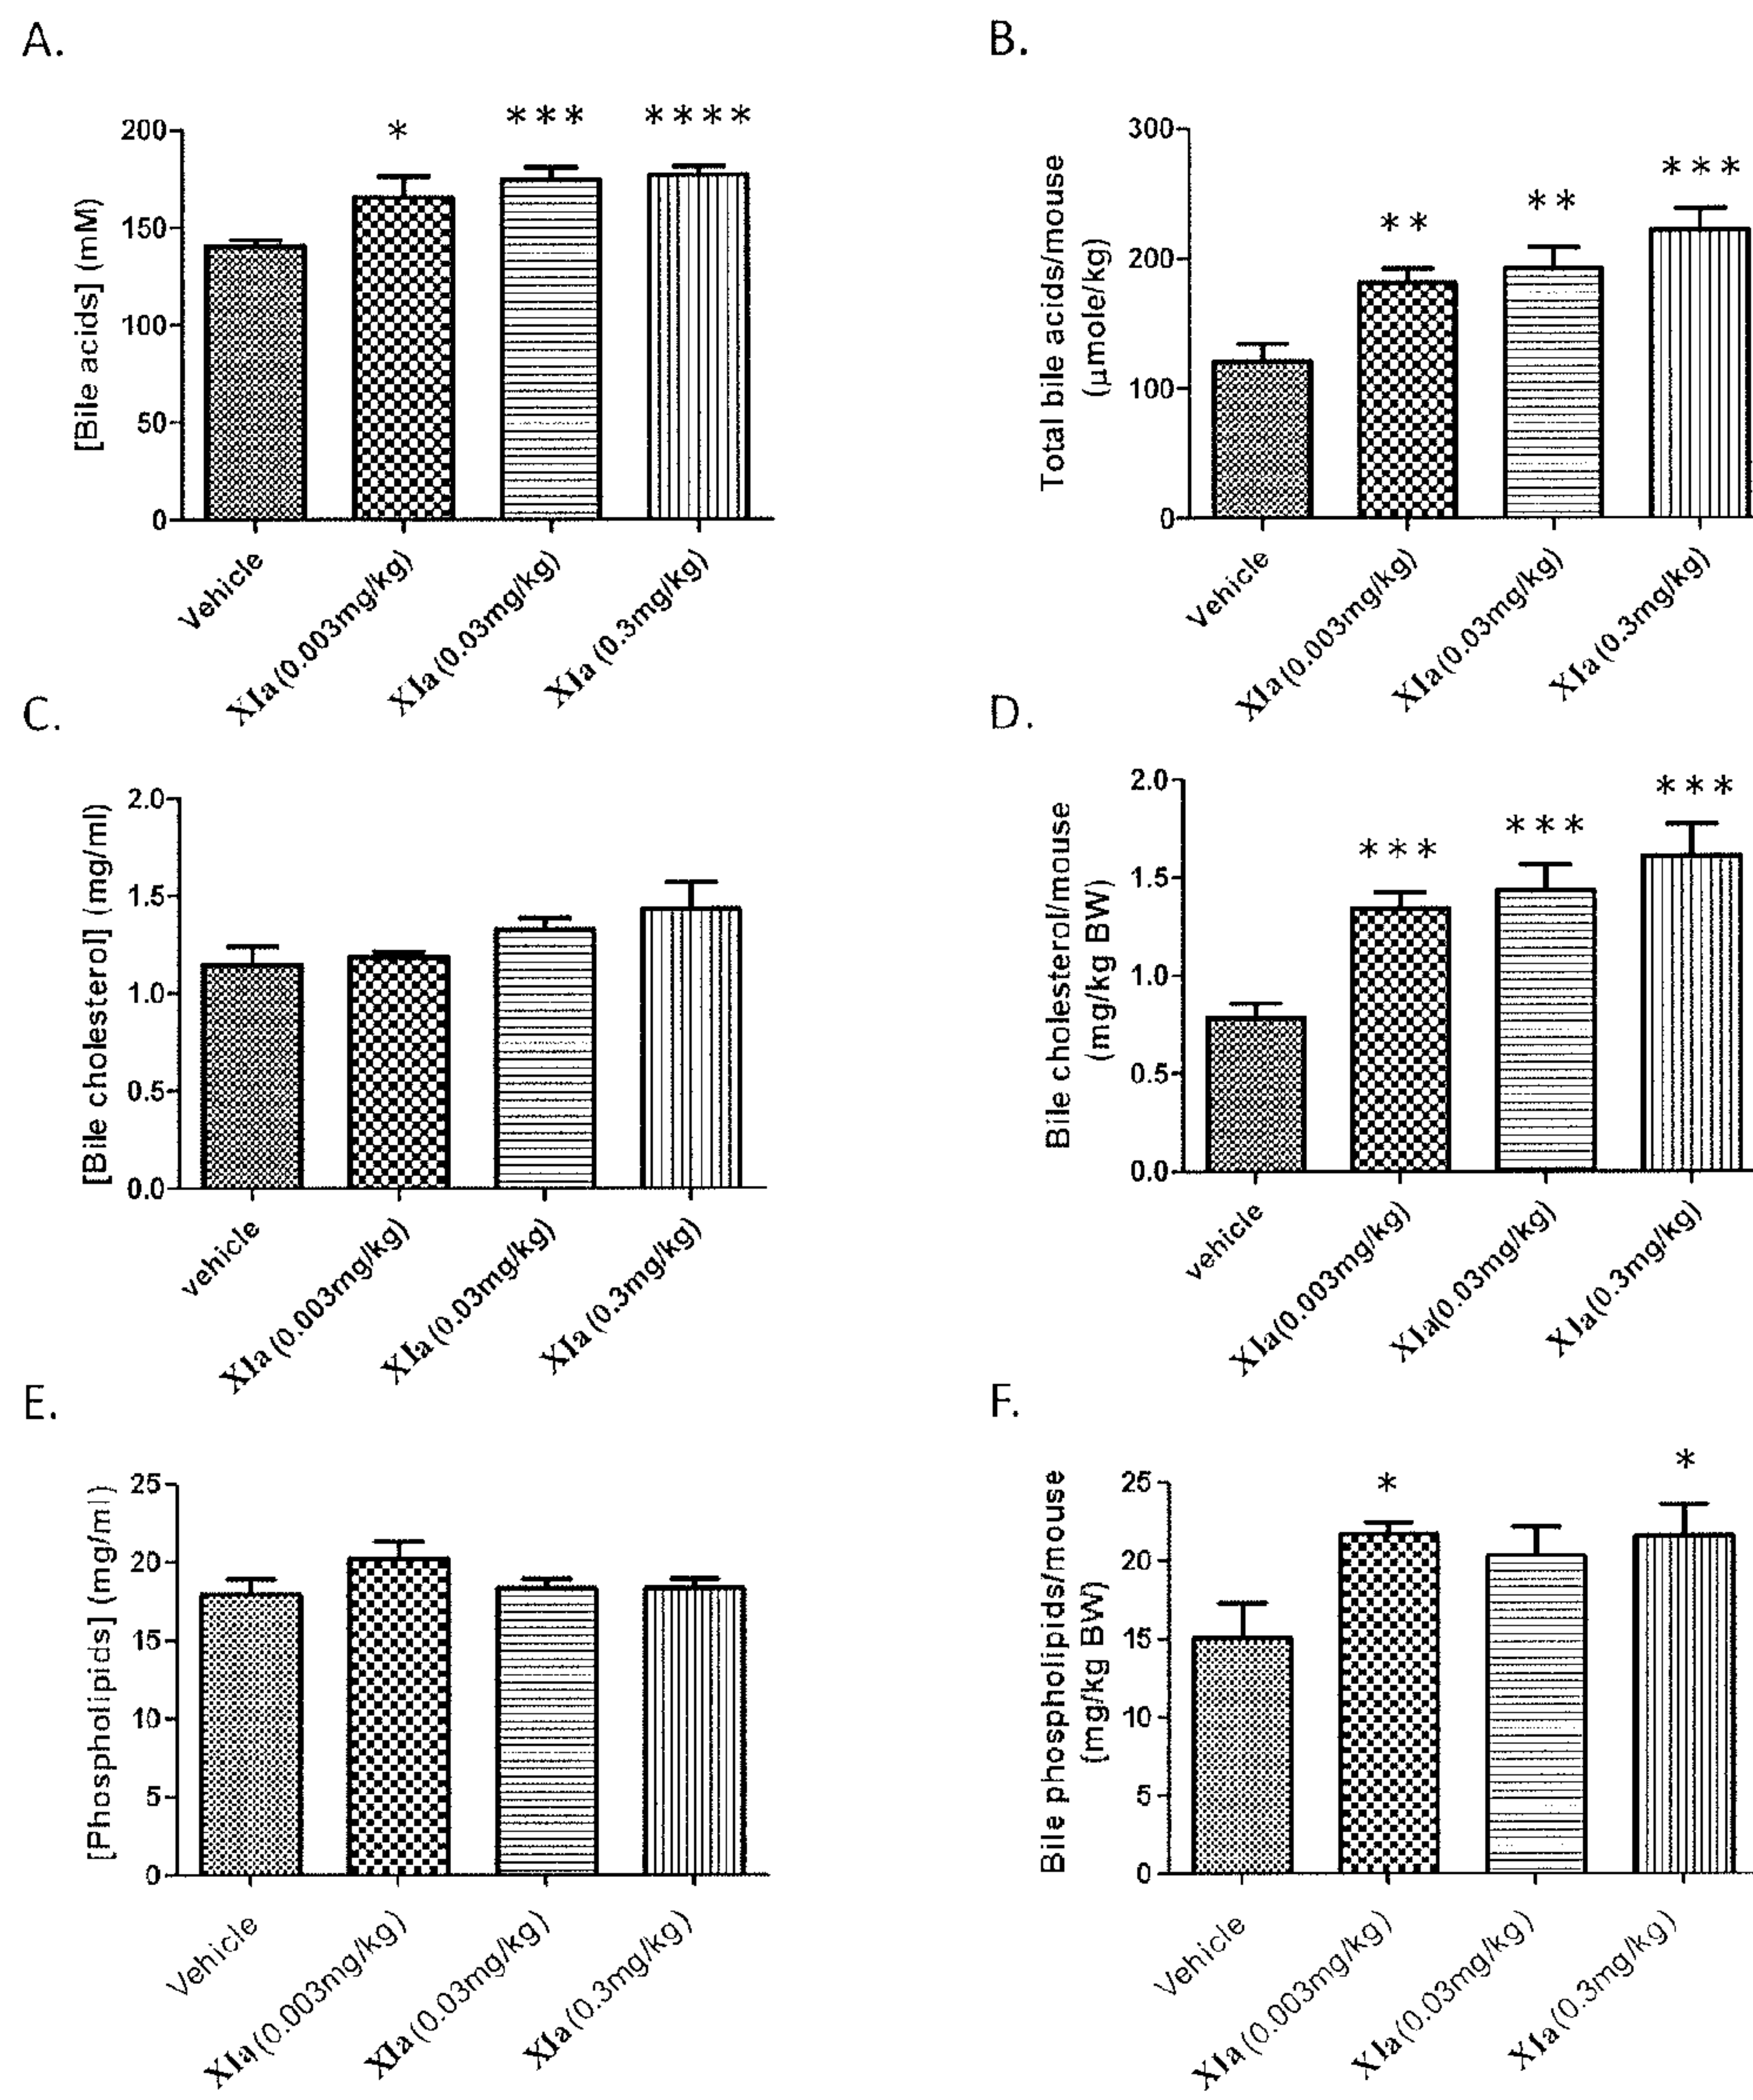 A.
[Bile acids] (mM)
200
150
100
50
0
*
***
****
Vehicle
XIa (0.003mg/kg)
XIa (0.03mg/kg)
XIa (0.3mg/kg)
B.
Total bile acids/mouse
(μmole/kg)
300
200
100
0
**
**
***
Vehicle
XIa (0.003mg/kg)
XIa (0.03mg/kg)
XIa (0.3mg/kg)
C.
[Bile cholesterol] (mg/ml)
2.0
1.5
1.0
0.5
0.0
vehicle
XIa (0.003mg/kg)
XIa (0.03mg/kg)
XIa (0.3mg/kg)
D.
Bile cholesterol/mouse
(mg/kg BW)
2.0
1.5
1.0
0.5
0.0
***
***
***
vehicle
XIa(0.003mg/kg)
XIa(0.03mg/kg)
XIa(0.3mg/kg)
E.
[Phospholipids] (mg/ml)
25
20
15
10
5
0
Vehicle
XIa (0.003mg/kg)
XIa (0.03mg/kg)
XIa (0.3mg/kg)
F.
Bile phospholipids/mouse
(mg/kg BW)
25
20
15
10
5
0
*
*
Vehicle
XIa (0.003mg/kg)
XIa (0.03mg/kg)
XIa (0.3mg/kg)